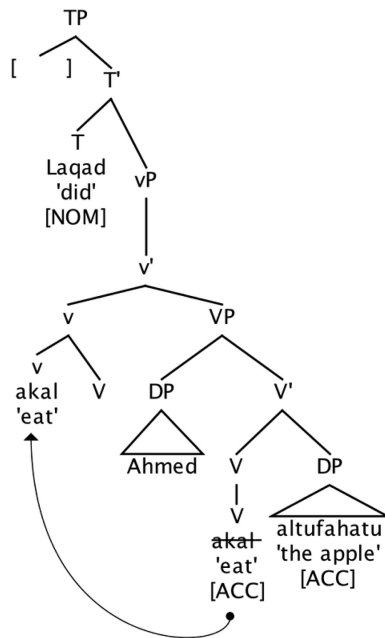 TP
[ ] T'
T
Laqad
'did'
[NOM]
vP
v'
v VP
v
akal
'eat'
V
DP
Ahmed
V'
V
V
akal
'eat'
[ACC]
DP
altufahatu
'the apple'
[ACC]